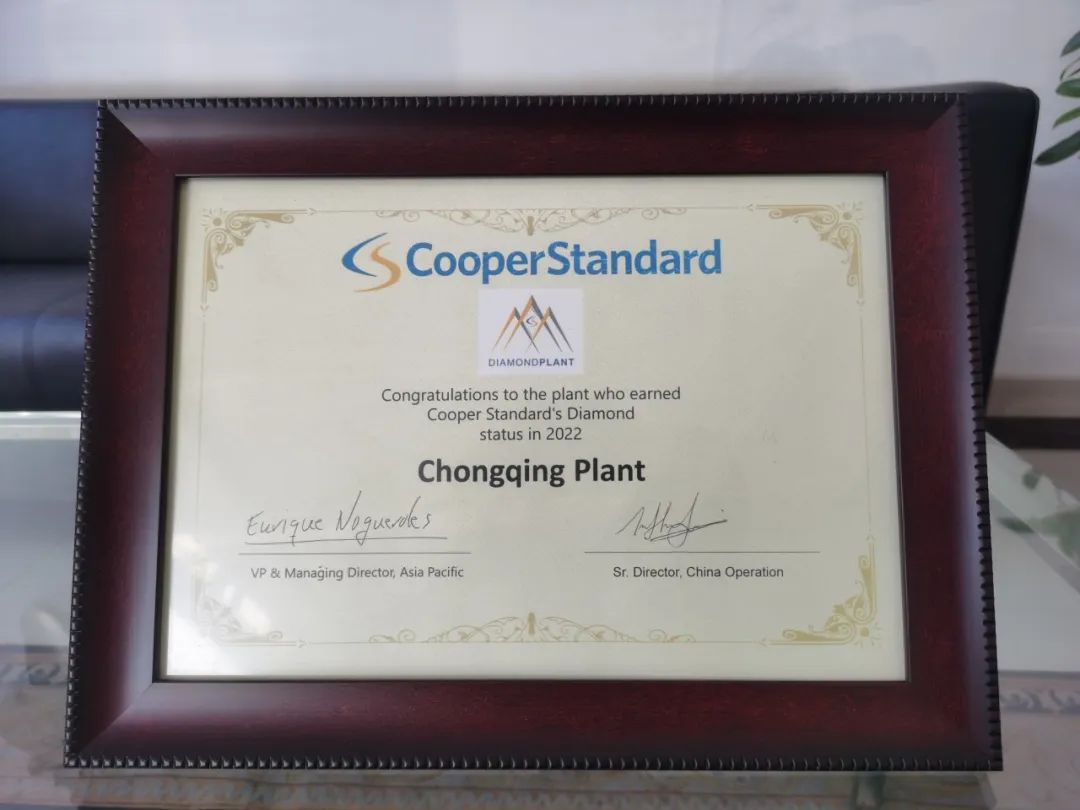 CooperStandard
DIAMONDPLANT
Congratulations to the plant who earned
Cooper Standard's Diamond
status in 2022
Chongqing Plant
Enrique
VP & Managing Director, Asia Pacific
Sr. Director, China Operation